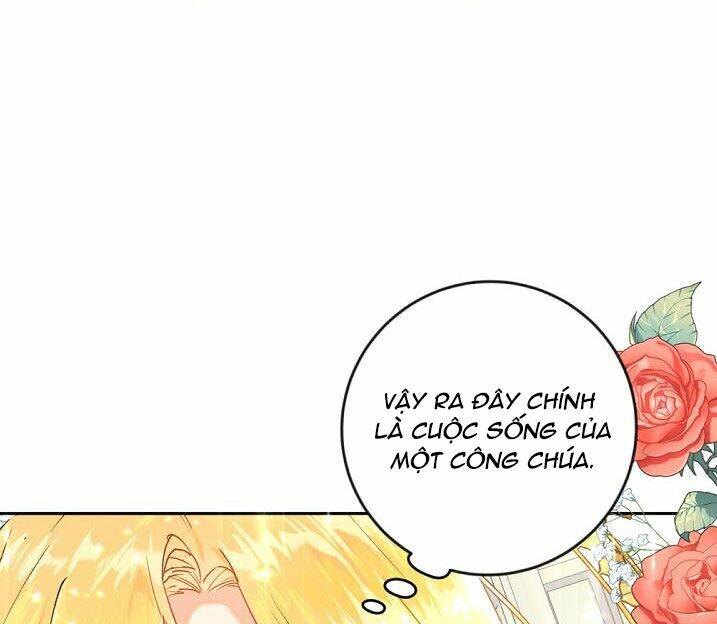 VẬY RA ĐÂY CHÍNH
LÀ CUỘC SỐNG CỦA
MỘT CÔNG CHÚA.